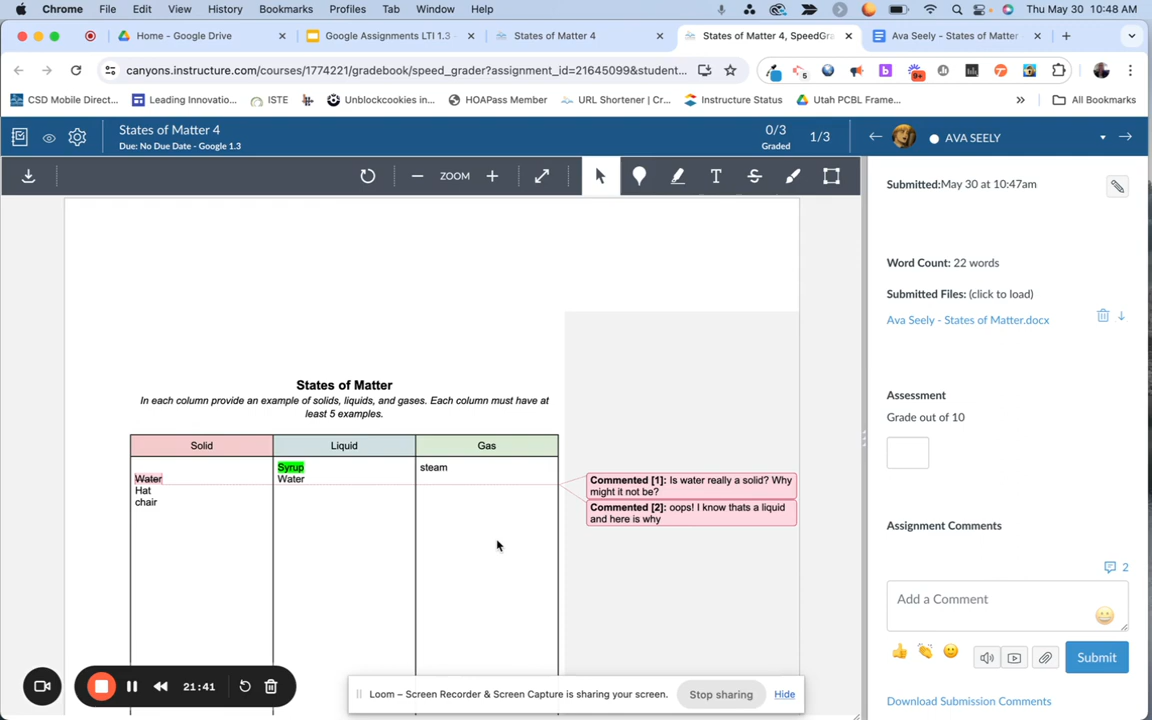 Chrome File Edit View History Bookmarks Profiles Tab Window Help Thu May 30 10:48 AM
Home - Google Drive Google Assignments LTI 1.3 - States of Matter 4 States of Matter 4, SpeedGra Ava Seely - States of Matter
canyons.instructure.com/courses/1774221/gradebook/speed_grader?assignment_id=21645099&student... 5 9+
CSD Mobile Direct... Leading Innovatio... ISTE Unblockcookies in... HOAPass Member URL Shortener | Cr... Instructure Status Utah PCBL Frame... » All Bookmarks
States of Matter 4
Due: No Due Date - Google 1.3
0/3
Graded
1/3
AVA SEELY
ZOOM
States of Matter
In each column provide an example of solids, liquids, and gases. Each column must have at
least 5 examples.
Solid Liquid Gas
Water
Hat
chair
Syrup
Water
steam
Commented [1]: Is water really a solid? Why
might it not be?
Commented [2]: oops! I know thats a liquid
and here is why
Submitted:May 30 at 10:47am
Word Count: 22 words
Submitted Files: (click to load)
Ava Seely - States of Matter.docx
Assessment
Grade out of 10
Assignment Comments
2
Add a Comment
Submit
Download Submission Comments
21:41
Loom – Screen Recorder & Screen Capture is sharing your screen. Stop sharing Hide